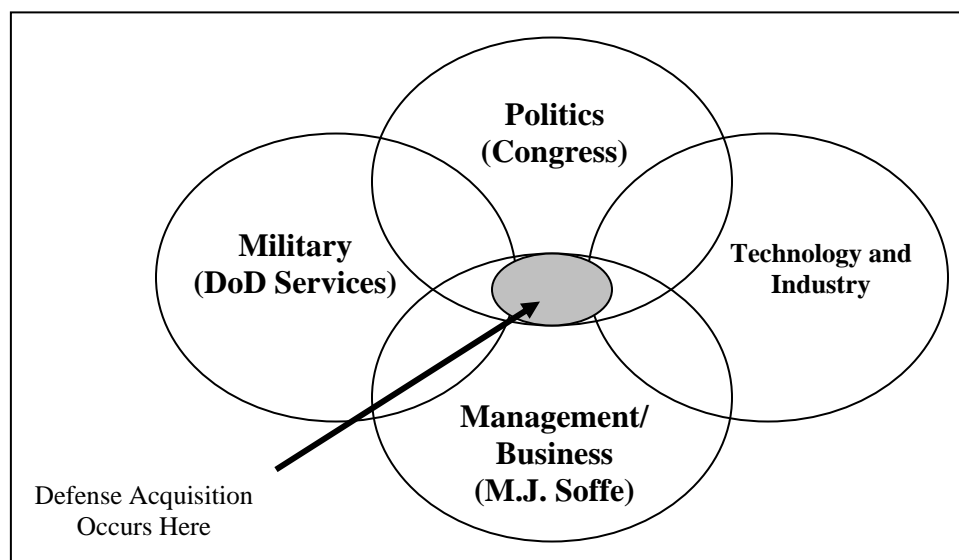 Politics
(Congress)
Military
(DoD Services)
Technology and
Industry
Management/
Business
(M.J. Soffe)
Defense Acquisition
Occurs Here